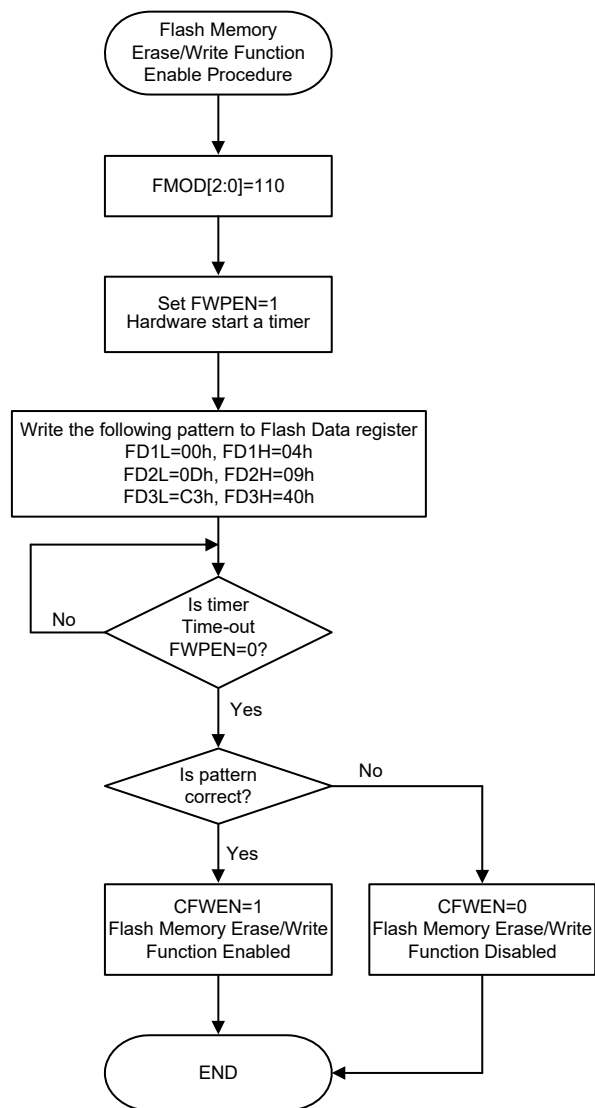 Flash Memory
Erase/Write Function
Enable Procedure
FMOD[2:0]=110
Set FWPEN=1
Hardware start a timer
Write the following pattern to Flash Data register
FD1L=00h, FD1H=04h
FD2L=0Dh, FD2H=09h
FD3L=C3h, FD3H=40h
Is timer
Time-out
FWPEN=0?
No
Yes
Is pattern
correct?
No
Yes
CFWEN=1
Flash Memory Erase/Write
Function Enabled
CFWEN=0
Flash Memory Erase/Write
Function Disabled
END